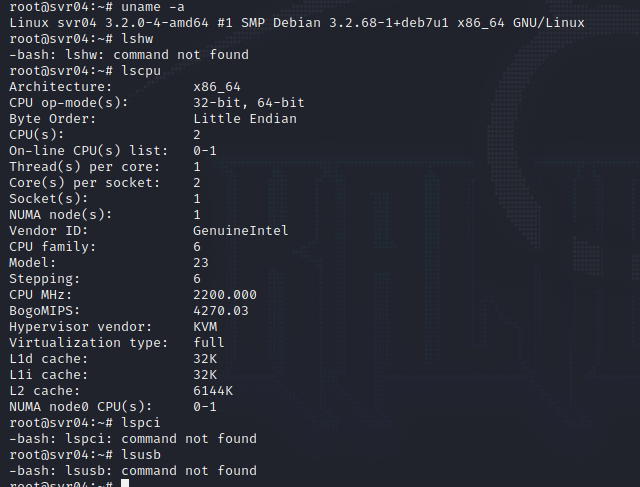 root@svr04:~# uname -a
Linux svr04 3.2.0-4-amd64 #1 SMP Debian 3.2.68-1+deb7u1 x86_64 GNU/Linux
root@svr04:~# lshw
-bash: lshw: command not found
root@svr04:~# lscpu
Architecture: x86_64
CPU op-mode(s): 32-bit, 64-bit
Byte Order: Little Endian
CPU(s): 2
On-line CPU(s) list: 0-1
Thread(s) per core: 1
Core(s) per socket: 2
Socket(s): 1
NUMA node(s): 1
Vendor ID: GenuineIntel
CPU family: 6
Model: 23
Stepping: 6
CPU MHz: 2200.000
BogoMIPS: 4270.03
Hypervisor vendor: KVM
Virtualization type: full
L1d cache: 32K
L1i cache: 32K
L2 cache: 6144K
NUMA node0 CPU(s): 0-1
root@svr04:~# lspci
-bash: lspci: command not found
root@svr04:~# lsusb
-bash: lsusb: command not found
root@svr04:~#